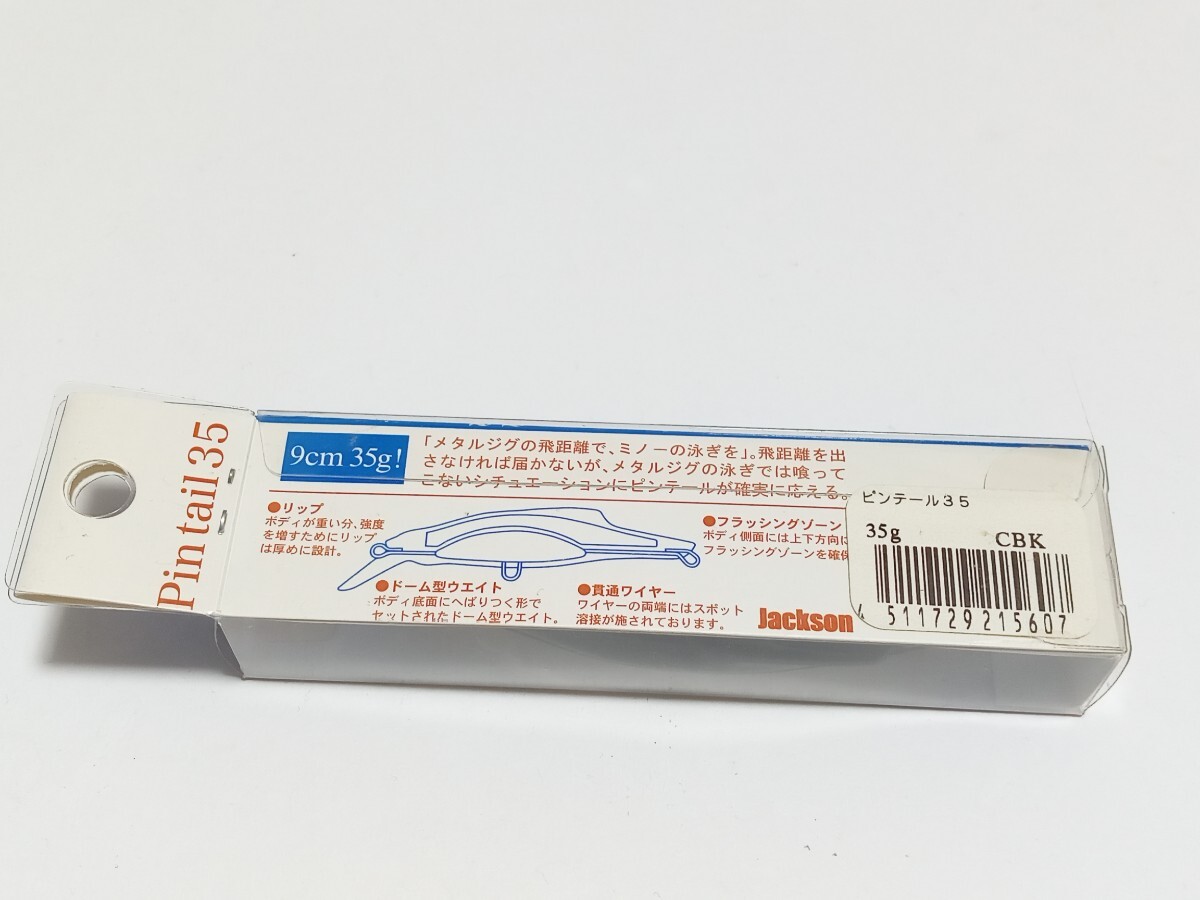 Pin tail 35
9cm 35g!
「メタルジグの飛距離で、ミノーの泳ぎを」。飛距離を出
さなければ届かないが、メタルジグの泳ぎでは喰って
こないシチュエーションにピンテールが確実に応える。
●リップ
ボディが重い分、強度
を増すためにリップ
は厚めに設計。
●フラッシングゾーン
ボディ側面には上下方向に
フラッシングゾーンを確保
●ドーム型ウエイト
ボディ底面にへばりつく形で
ヤットされたドーム型ウエイト。
●貫通ワイヤー
ワイヤーの両端にはスポット
溶接が施されております。
Jackson
ピンテール35
35g CBK
4 511729 215607